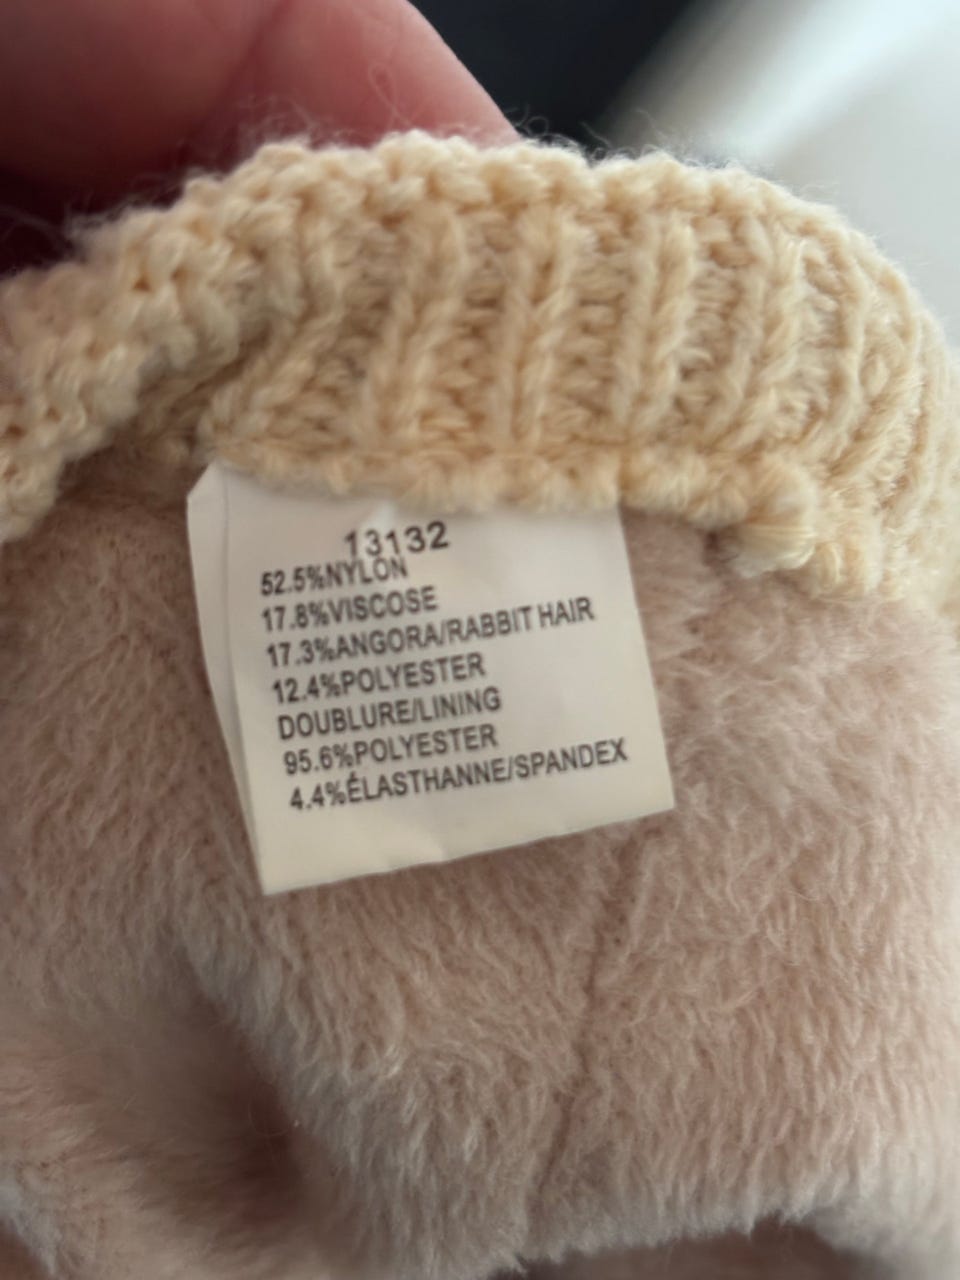 13132
52.5%NYLON
17.8%VISCOSE
17.3%ANGORA/RABBIT HAIR
12.4%POLYESTER
DOUBLURE/LINING
95.6%POLYESTER
4.4%ÉLASTHANNE/SPANDEX